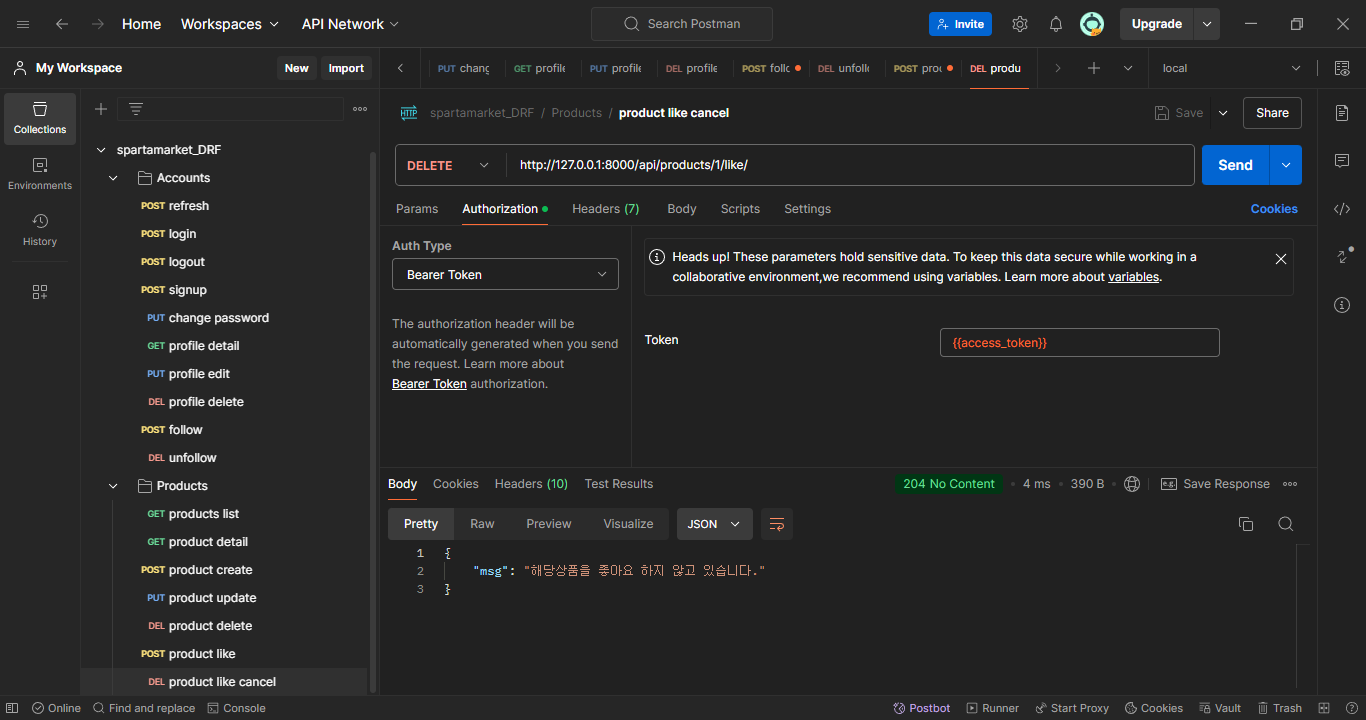 Home Workspaces API Network Search Postman Invite Upgrade
My Workspace New Import
PUT chang GET profile PUT profile DEL profile POST follo DEL unfoll POST prod DEL produ local
Collections
Environments
History
spartamarket_DRF
Accounts
POST refresh
POST login
POST logout
POST signup
PUT change password
GET profile detail
PUT profile edit
DEL profile delete
POST follow
DEL unfollow
Products
GET products list
GET product detail
POST product create
PUT product update
DEL product delete
POST product like
DEL product like cancel
HTTP spartamarket_DRF / Products / product like cancel Save Share
DELETE http://127.0.0.1:8000/api/products/1/like/ Send
Params Authorization Headers (7) Body Scripts Settings Cookies
Auth Type
Bearer Token
The authorization header will be
automatically generated when you send
the request. Learn more about
Bearer Token authorization.
Heads up! These parameters hold sensitive data. To keep this data secure while working in a
collaborative environment,we recommend using variables. Learn more about variables.
Token {{access_token}}
Body Cookies Headers (10) Test Results 204 No Content 4 ms 390 B e.g. Save Response
Pretty Raw Preview Visualize JSON
1 {
2 "msg": "해당상품을 좋아요 하지 않고 있습니다."
3 }
Online Find and replace Console Postbot Runner Start Proxy Cookies Vault Trash